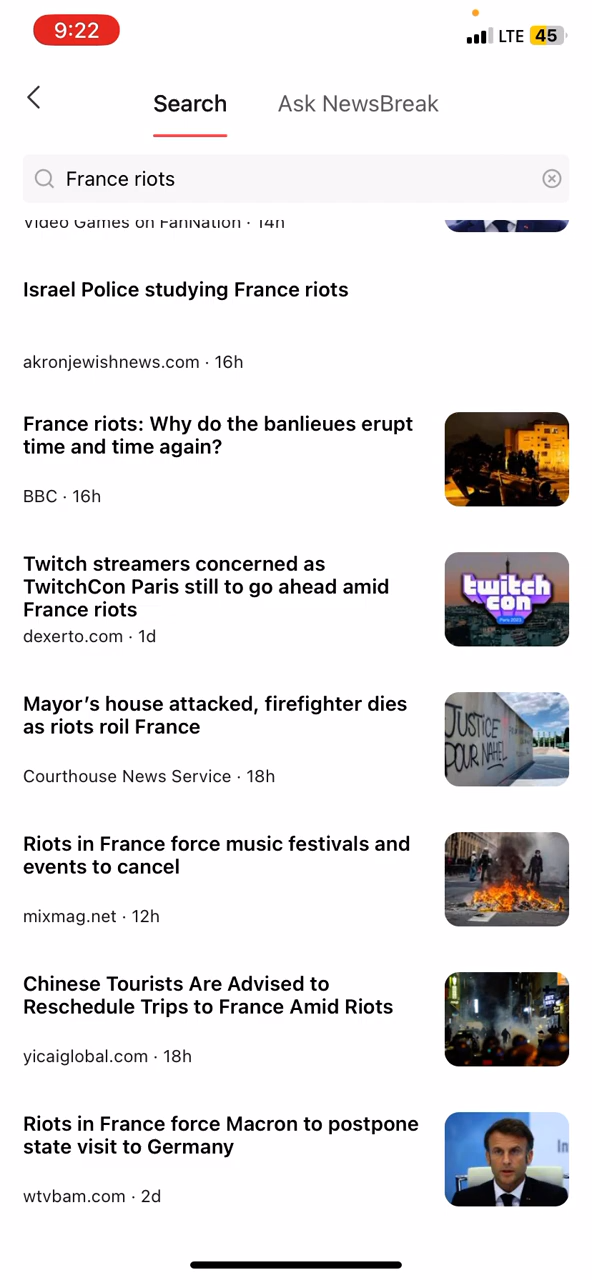 9:22
LTE 45
Search Ask NewsBreak
France riots
Video Games on FanNation · 14h
Israel Police studying France riots
akronjewishnews.com · 16h
France riots: Why do the banlieues erupt
time and time again?
BBC · 16h
Twitch streamers concerned as
TwitchCon Paris still to go ahead amid
France riots
dexerto.com · 1d
twitch
con
Mayor's house attacked, firefighter dies
as riots roil France
Courthouse News Service · 18h
JUSTICE
POUR NAHEL
Riots in France force music festivals and
events to cancel
mixmag.net · 12h
Chinese Tourists Are Advised to
Reschedule Trips to France Amid Riots
yicaiglobal.com · 18h
Riots in France force Macron to postpone
state visit to Germany
wtvbam.com · 2d
In